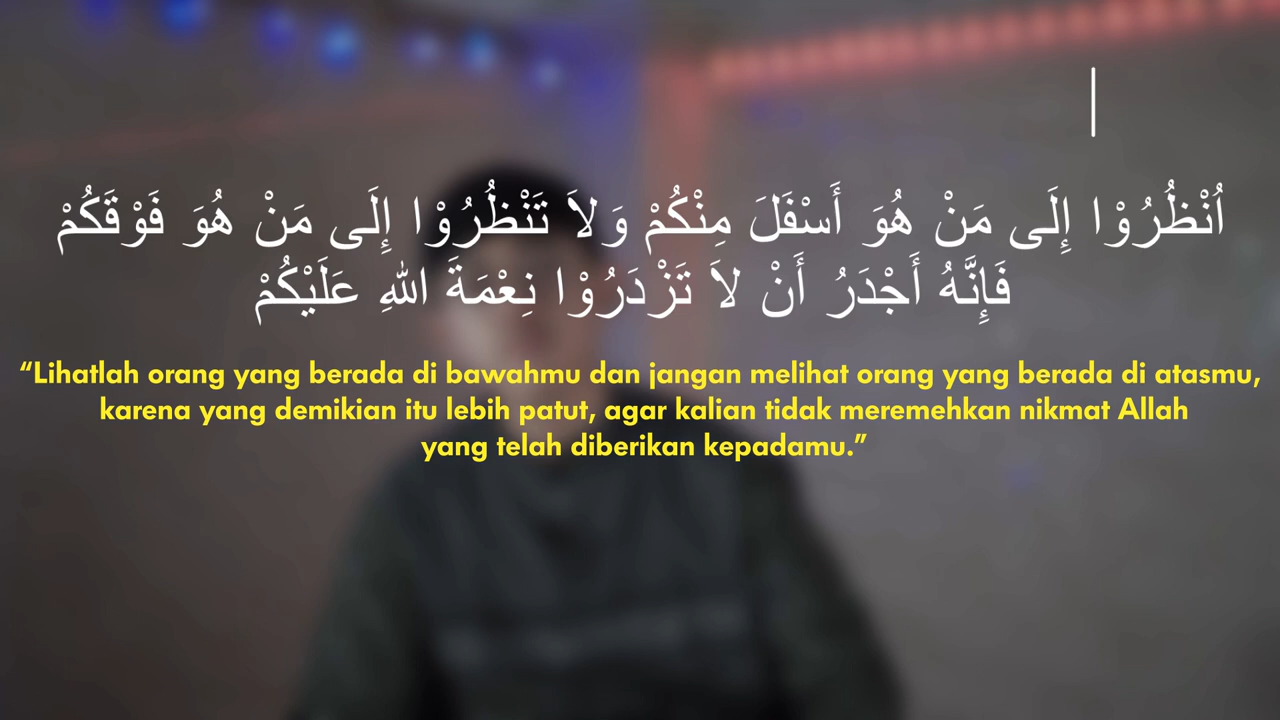 اُنْظُرُوْا إِلَى مَنْ هُوَ أَسْفَلَ مِنْكُمْ وَلاَ تَنْظُرُوْا إِلَى مَنْ هُوَ فَوْقَكُمْ
فَإِنَّهُ أَجْدَرُ أَنْ لاَ تَزْدَرُوْا نِعْمَةَ اللهِ عَلَيْكُمْ
“Lihatlah orang yang berada di bawahmu dan jangan melihat orang yang berada di atasmu,
karena yang demikian itu lebih patut, agar kalian tidak meremehkan nikmat Allah
yang telah diberikan kepadamu.”